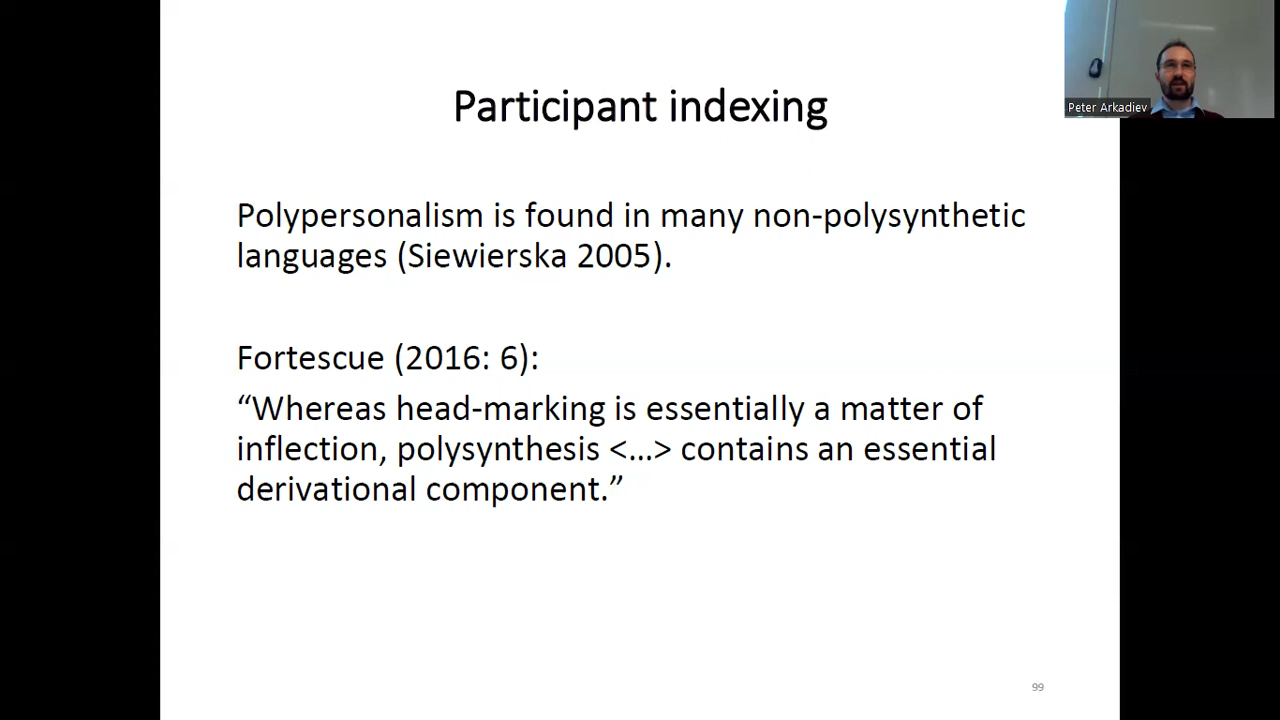 Participant indexing
Peter Arkadiev
Polypersonalism is found in many non-polysynthetic
languages (Siewierska 2005).
Fortescue (2016: 6):
“Whereas head-marking is essentially a matter of
inflection, polysynthesis <…> contains an essential
derivational component.”
99